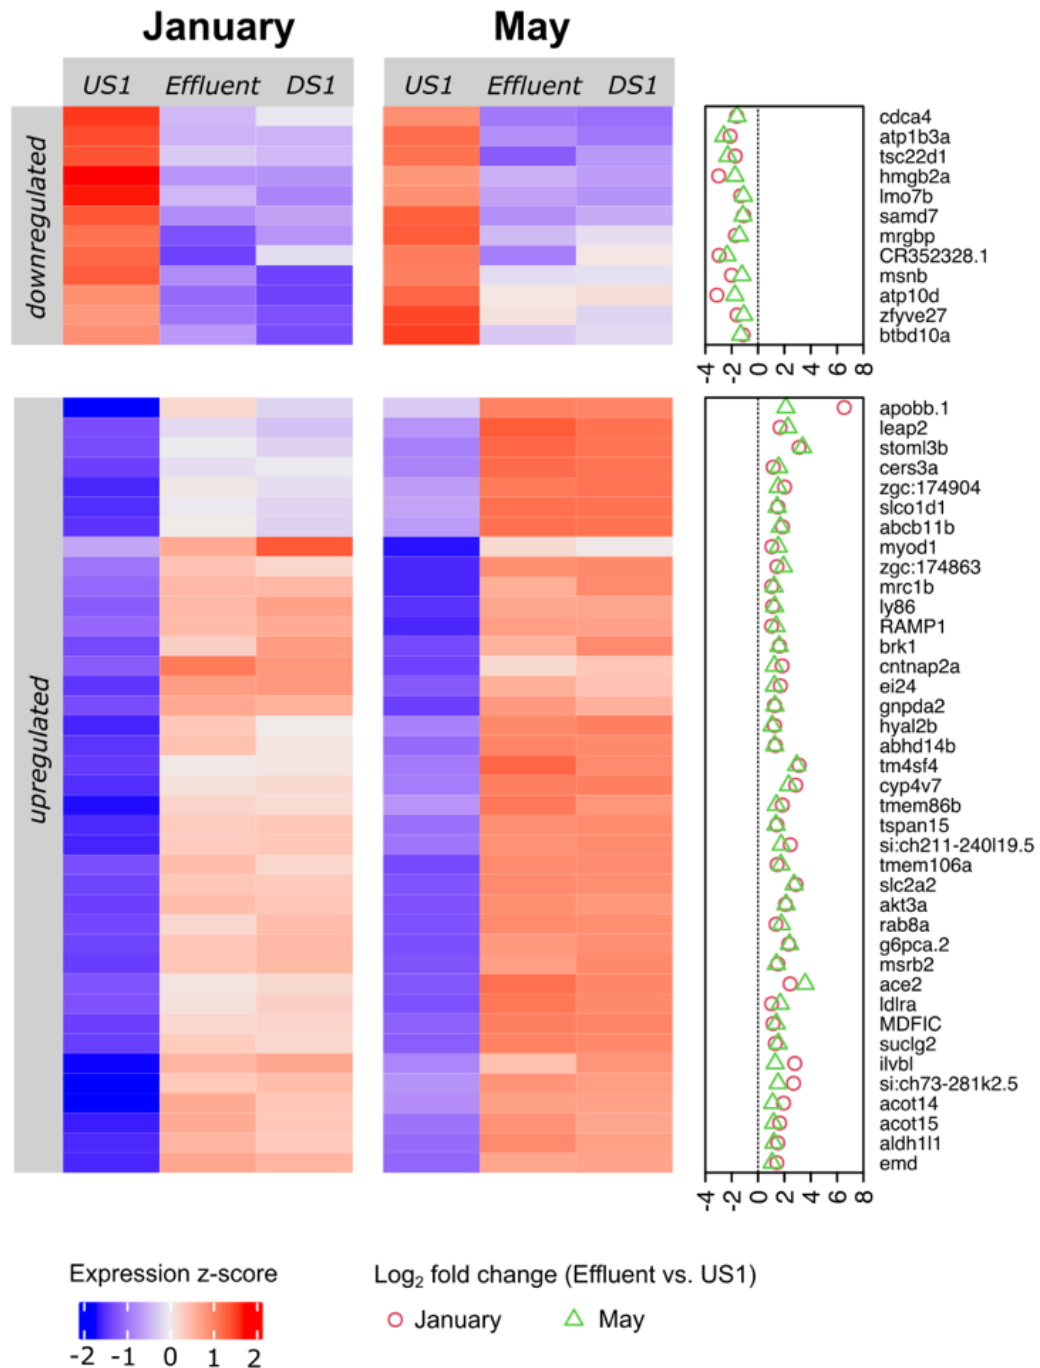 January May
US1 Effluent DS1 US1 Effluent DS1
downregulated
cdca4
atp1b3a
tsc22d1
hmgb2a
lmo7b
samd7
mrgbp
CR352328.1
msnb
atp10d
zfyve27
btbd10a
-4 -2 0 2 4 6 8
upregulated
apobb.1
leap2
stoml3b
cers3a
zgc:174904
slco1d1
abcb11b
myod1
zgc:174863
mrc1b
ly86
RAMP1
brk1
cntnap2a
ei24
gnpda2
hyal2b
abhd14b
tm4sf4
cyp4v7
tmem86b
tspan15
si:ch211-240l19.5
tmem106a
slc2a2
akt3a
rab8a
g6pca.2
msrb2
ace2
ldlra
MDFIC
suclg2
ilvbl
si:ch73-281k2.5
acot14
acot15
aldh1l1
emd
-4 -2 0 2 4 6 8
Expression z-score
-2 -1 0 1 2
Log2 fold change (Effluent vs. US1)
January May